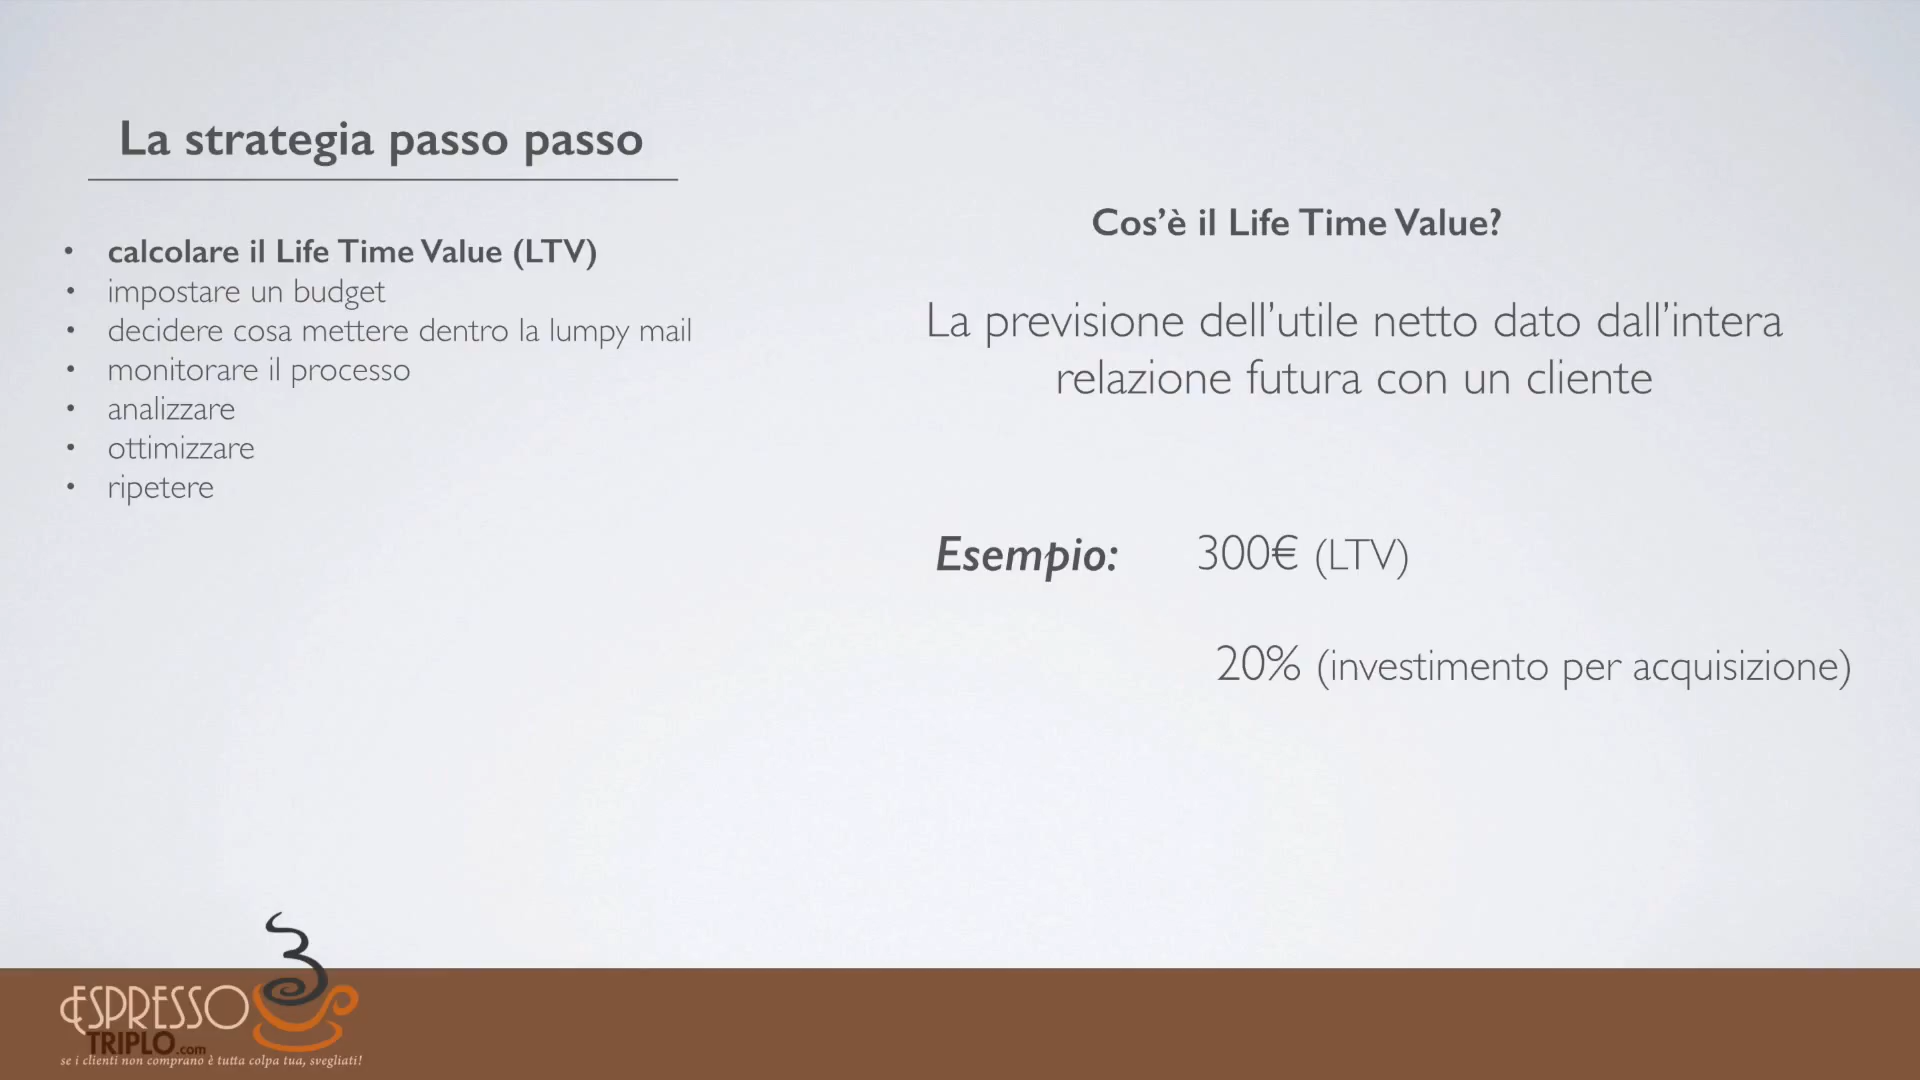 La strategia passo passo
• calcolare il Life Time Value (LTV)
• impostare un budget
• decidere cosa mettere dentro la lumpy mail
• monitorare il processo
• analizzare
• ottimizzare
• ripetere
Cos’è il Life Time Value?
La previsione dell’utile netto dato dall’intera
relazione futura con un cliente
Esempio: 300€ (LTV)
20% (investimento per acquisizione)
ESPRESSO
TRIPLO.com
se i clienti non comprano è tutta colpa tua, svegliati!